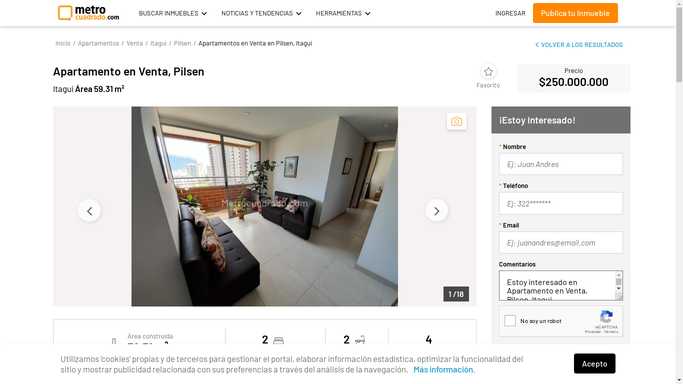 metro
cuadrado.com
BUSCAR INMUEBLES
NOTICIAS Y TENDENCIAS
HERRAMIENTAS
INGRESAR
Publica tu Inmueble
Inicio / Apartamentos / Venta / Itagui / Pilsen / Apartamentos en Venta en Pilsen, Itagui
VOLVER A LOS RESULTADOS
Apartamento en Venta, Pilsen
Itagui Área 59.31 m²
Favorito
Precio
$250.000.000
Metrocuadrado.com
1 /18
¡Estoy Interesado!
* Nombre
Ej: Juan Andres
* Teléfono
Ej: 322*******
* Email
Ej: juanandres@email.com
Comentarios
Estoy interesado en
Apartamento en Venta,
Pilsen, Itagui
No soy un robot
reCAPTCHA
Privacidad - Términos
Área construida
2
2
4
Utilizamos 'cookies' propias y de terceros para gestionar el portal, elaborar información estadística, optimizar la funcionalidad del
sitio y mostrar publicidad relacionada con sus preferencias a través del análisis de la navegación. Más información.
Acepto